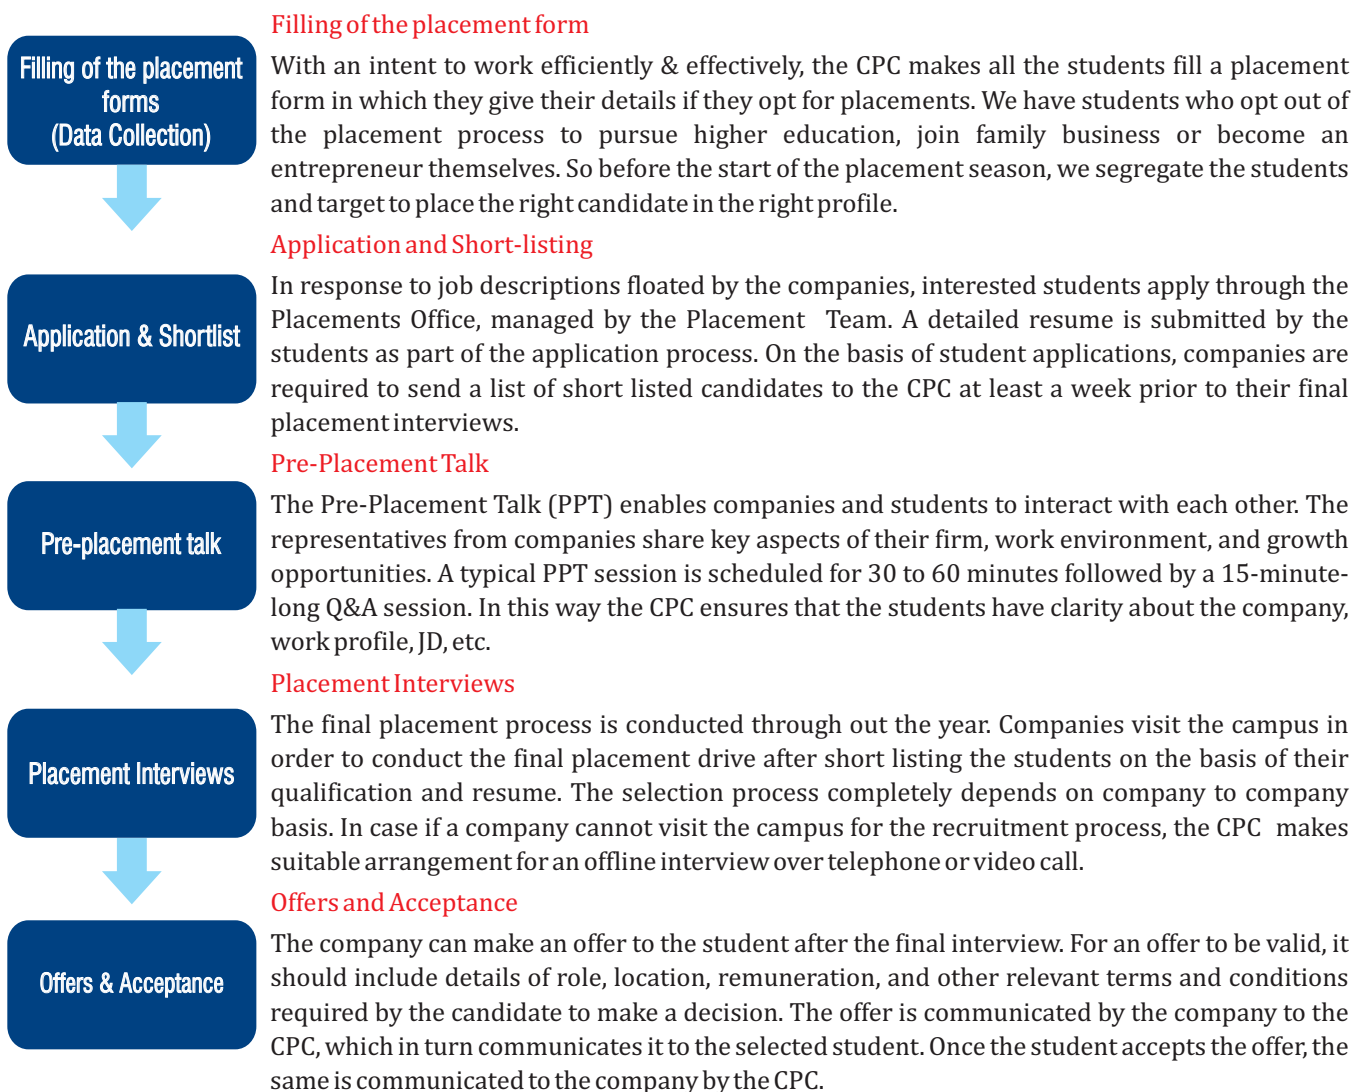 Filling of the placement
forms
(Data Collection)
Filling of the placement form
With an intent to work efficiently & effectively, the CPC makes all the students fill a placement
form in which they give their details if they opt for placements. We have students who opt out of
the placement process to pursue higher education, join family business or become an
entrepreneur themselves. So before the start of the placement season, we segregate the students
and target to place the right candidate in the right profile.
Application & Shortlist
Application and Short-listing
In response to job descriptions floated by the companies, interested students apply through the
Placements Office, managed by the Placement Team. A detailed resume is submitted by the
students as part of the application process. On the basis of student applications, companies are
required to send a list of short listed candidates to the CPC at least a week prior to their final
placement interviews.
Pre-placement talk
Pre-Placement Talk
The Pre-Placement Talk (PPT) enables companies and students to interact with each other. The
representatives from companies share key aspects of their firm, work environment, and growth
opportunities. A typical PPT session is scheduled for 30 to 60 minutes followed by a 15-minute-
long Q&A session. In this way the CPC ensures that the students have clarity about the company,
work profile, JD, etc.
Placement Interviews
Placement Interviews
The final placement process is conducted through out the year. Companies visit the campus in
order to conduct the final placement drive after short listing the students on the basis of their
qualification and resume. The selection process completely depends on company to company
basis. In case if a company cannot visit the campus for the recruitment process, the CPC makes
suitable arrangement for an offline interview over telephone or video call.
Offers & Acceptance
Offers and Acceptance
The company can make an offer to the student after the final interview. For an offer to be valid, it
should include details of role, location, remuneration, and other relevant terms and conditions
required by the candidate to make a decision. The offer is communicated by the company to the
CPC, which in turn communicates it to the selected student. Once the student accepts the offer, the
same is communicated to the company by the CPC.